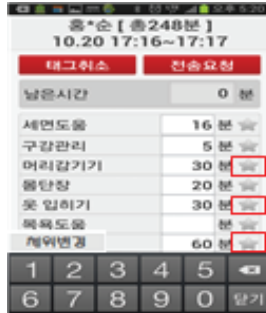 오후 5:20
홍*순 [ 총248분 ]
10.20 17:16~17:17
태그취소 전송요청
남은시간 0 분
세면도움 16 분
구강관리 5 분
머리감기기 30 분
몸단장 20 분
옷 입히기 30 분
목욕도움 분
체위변경 60 분
1 2 3 4 5
6 7 8 9 0 닫기